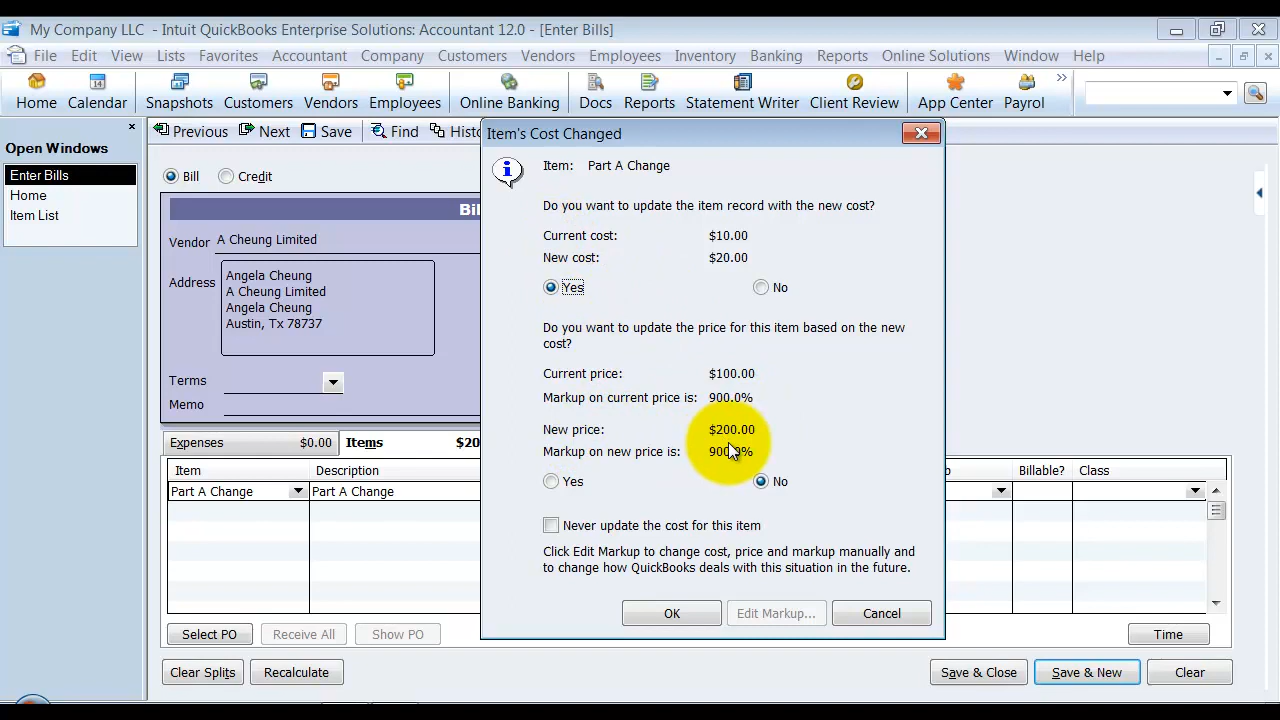 My Company LLC - Intuit QuickBooks Enterprise Solutions: Accountant 12.0 - [Enter Bills]
File Edit View Lists Favorites Accountant Company Customers Vendors Employees Inventory Banking Reports Online Solutions Window Help
Home Calendar Snapshots Customers Vendors Employees Online Banking Docs Reports Statement Writer Client Review App Center Payroll
Open Windows
Enter Bills
Home
Item List
Previous Next Save Find Histo
Bill Credit
Bil
Vendor A Cheung Limited
Address
Angela Cheung
A Cheung Limited
Angela Cheung
Austin, Tx 78737
Terms
Memo
Expenses $0.00 Items $20
Item Description Billable? Class
Part A Change Part A Change
Select PO Receive All Show PO Time
Clear Splits Recalculate Save & Close Save & New Clear
Item's Cost Changed
Item: Part A Change
Do you want to update the item record with the new cost?
Current cost: $10.00
New cost: $20.00
Yes No
Do you want to update the price for this item based on the new
cost?
Current price: $100.00
Markup on current price is: 900.0%
New price: $200.00
Markup on new price is: 900.0%
Yes No
Never update the cost for this item
Click Edit Markup to change cost, price and markup manually and
to change how QuickBooks deals with this situation in the future.
OK Edit Markup... Cancel